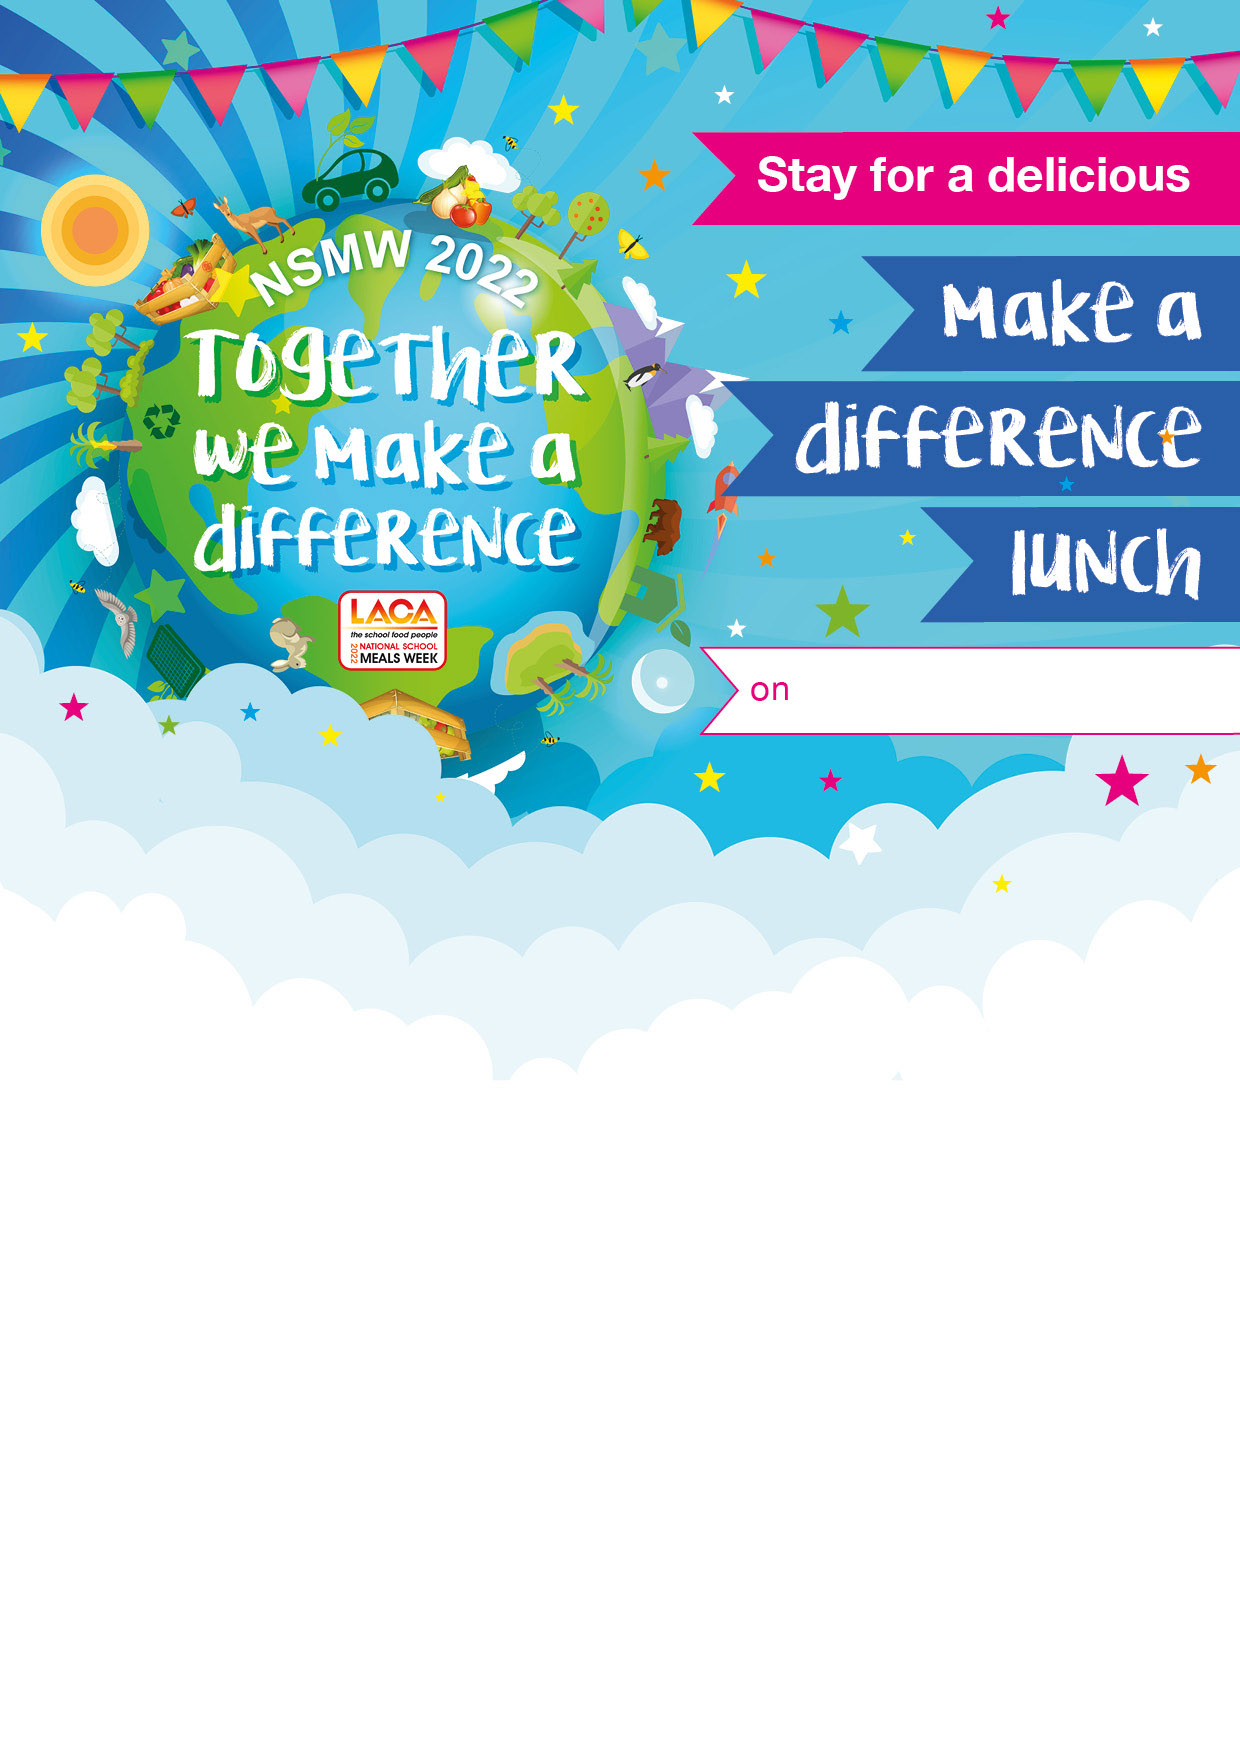 NSMW 2022
Together
we make a
difference
LACA
the school food people
2022 NATIONAL SCHOOL
MEALS WEEK
Stay for a delicious
make a
difference
lunch
on